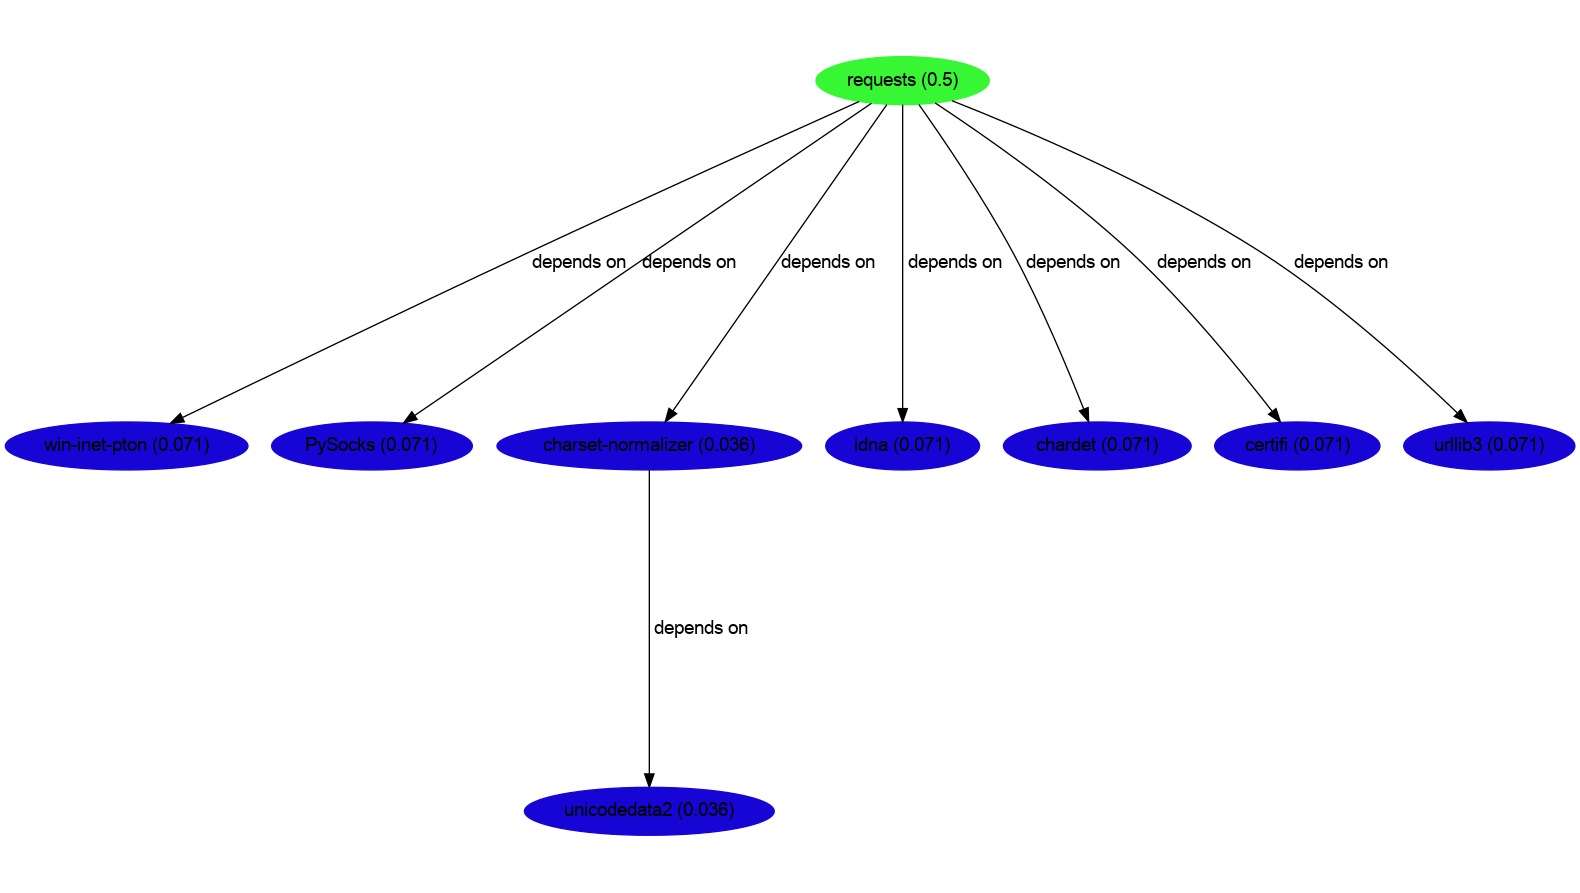 requests (0.5)
depends on
depends on
depends on
depends on
depends on
depends on
depends on
win-inet-pton (0.071)
PySocks (0.071)
charset-normalizer (0.036)
idna (0.071)
chardet (0.071)
certifi (0.071)
urllib3 (0.071)
depends on
unicodedata2 (0.036)